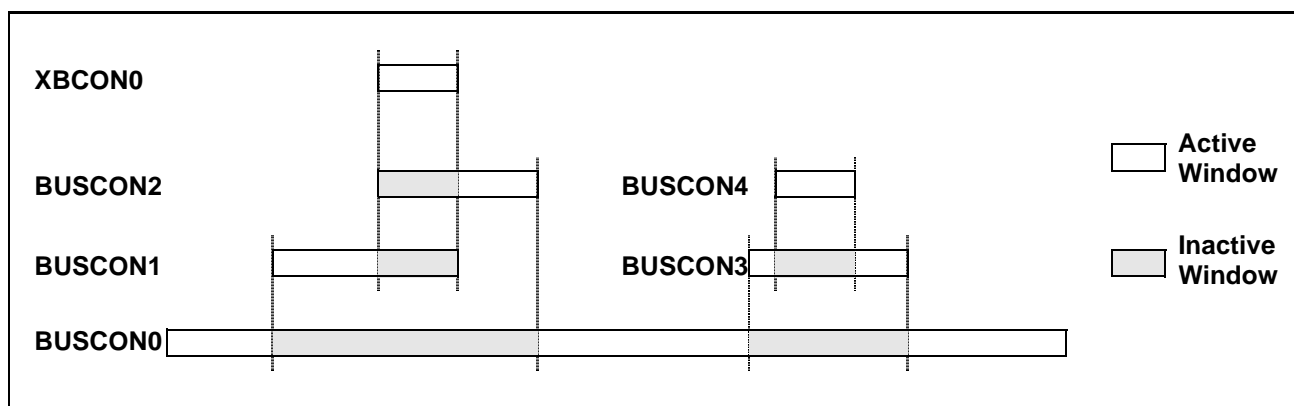 XBCON0
BUSCON2
BUSCON4
Active
Window
BUSCON1
BUSCON3
Inactive
Window
BUSCON0